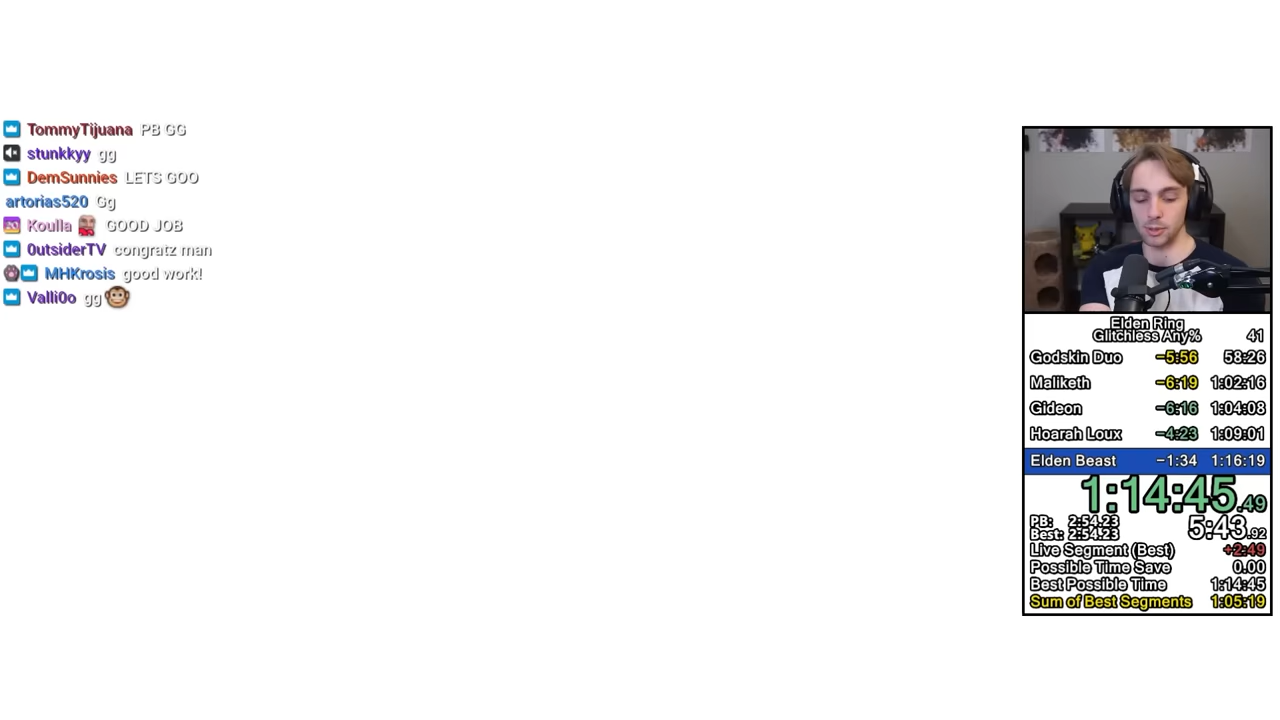 TommyTijuana PB GG
stunkkyy gg
DemSunnies LETS GOO
artorias520 Gg
Koulla GOOD JOB
0utsiderTV congratz man
MHKrosis good work!
Valli0o gg
Elden Ring
Glitchless Any% 41
Godskin Duo −5:56 58:26
Maliketh −6:19 1:02:16
Gideon −6:16 1:04:08
Hoarah Loux −4:23 1:09:01
Elden Beast −1:34 1:16:19
1:14:45.49
PB: 2:54.23
Best: 2:54.23
5:43.92
Live Segment (Best) +2:49
Possible Time Save 0.00
Best Possible Time 1:14:45
Sum of Best Segments 1:05:19